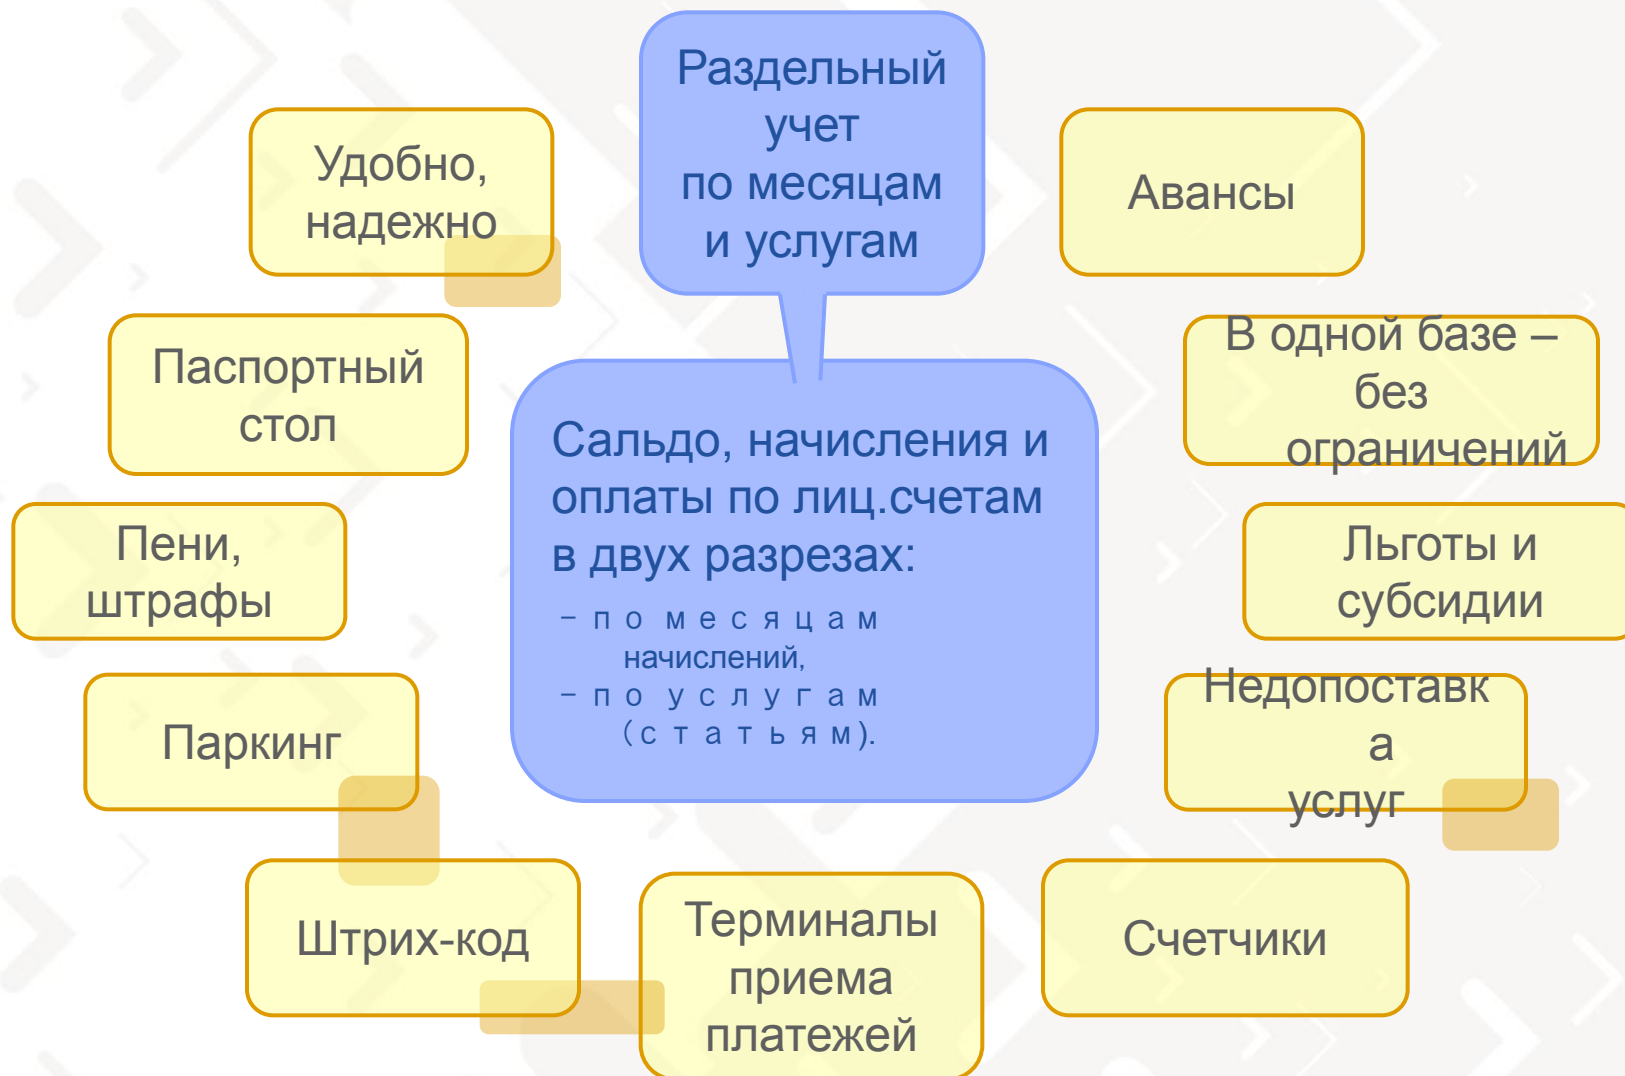 Раздельный
учет
по месяцам
и услугам
Удобно,
надежно
Авансы
Паспортный
стол
В одной базе –
без
ограничений
Сальдо, начисления и
оплаты по лиц.счетам
в двух разрезах:
– по месяцам
начислений,
– по услугам
(статьям).
Пени,
штрафы
Льготы и
субсидии
Паркинг
Недопоставк
а
услуг
Штрих-код
Терминалы
приема
платежей
Счетчики